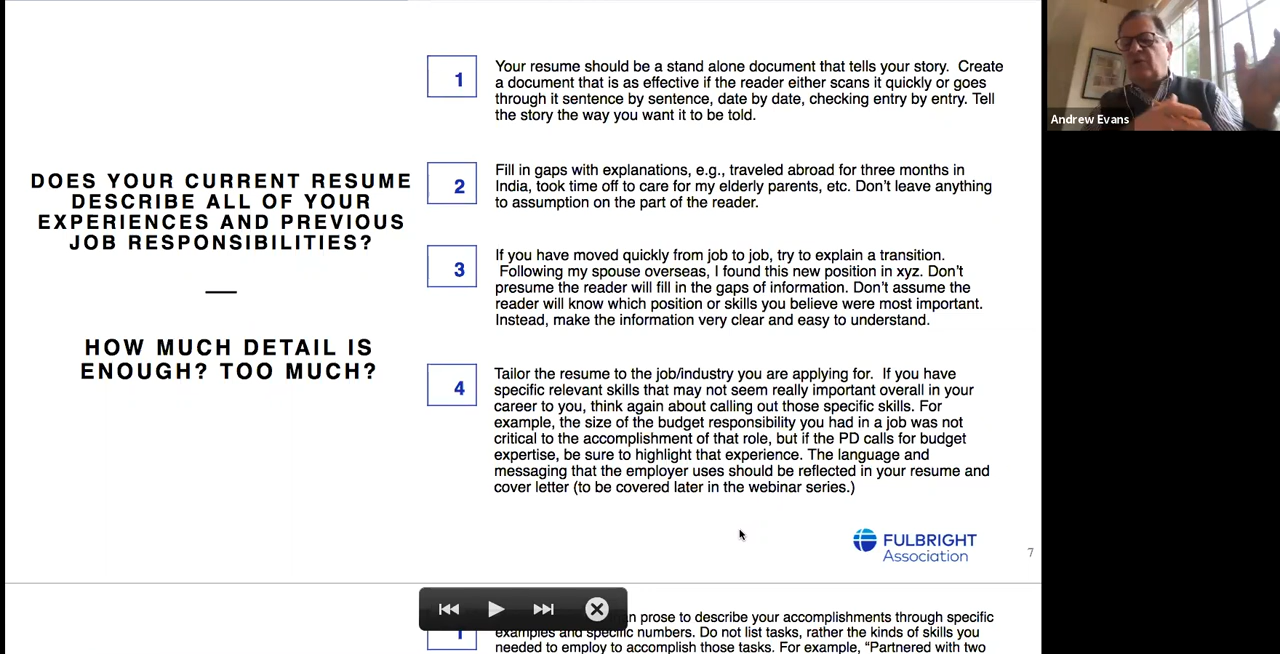 DOES YOUR CURRENT RESUME
DESCRIBE ALL OF YOUR
EXPERIENCES AND PREVIOUS
JOB RESPONSIBILITIES?
HOW MUCH DETAIL IS
ENOUGH? TOO MUCH?
1
Your resume should be a stand alone document that tells your story.  Create
a document that is as effective if the reader either scans it quickly or goes
through it sentence by sentence, date by date, checking entry by entry. Tell
the story the way you want it to be told.
2
Fill in gaps with explanations, e.g., traveled abroad for three months in
India, took time off to care for my elderly parents, etc. Don’t leave anything
to assumption on the part of the reader.
3
If you have moved quickly from job to job, try to explain a transition.
Following my spouse overseas, I found this new position in xyz. Don’t
presume the reader will fill in the gaps of information. Don’t assume the
reader will know which position or skills you believe were most important.
Instead, make the information very clear and easy to understand.
4
Tailor the resume to the job/industry you are applying for.  If you have
specific relevant skills that may not seem really important overall in your
career to you, think again about calling out those specific skills. For
example, the size of the budget responsibility you had in a job was not
critical to the accomplishment of that role, but if the PD calls for budget
expertise, be sure to highlight that experience. The language and
messaging that the employer uses should be reflected in your resume and
cover letter (to be covered later in the webinar series.)
FULBRIGHT
Association
7
prose to describe your accomplishments through specific
examples and specific numbers. Do not list tasks, rather the kinds of skills you
needed to employ to accomplish those tasks. For example, “Partnered with two
Andrew Evans